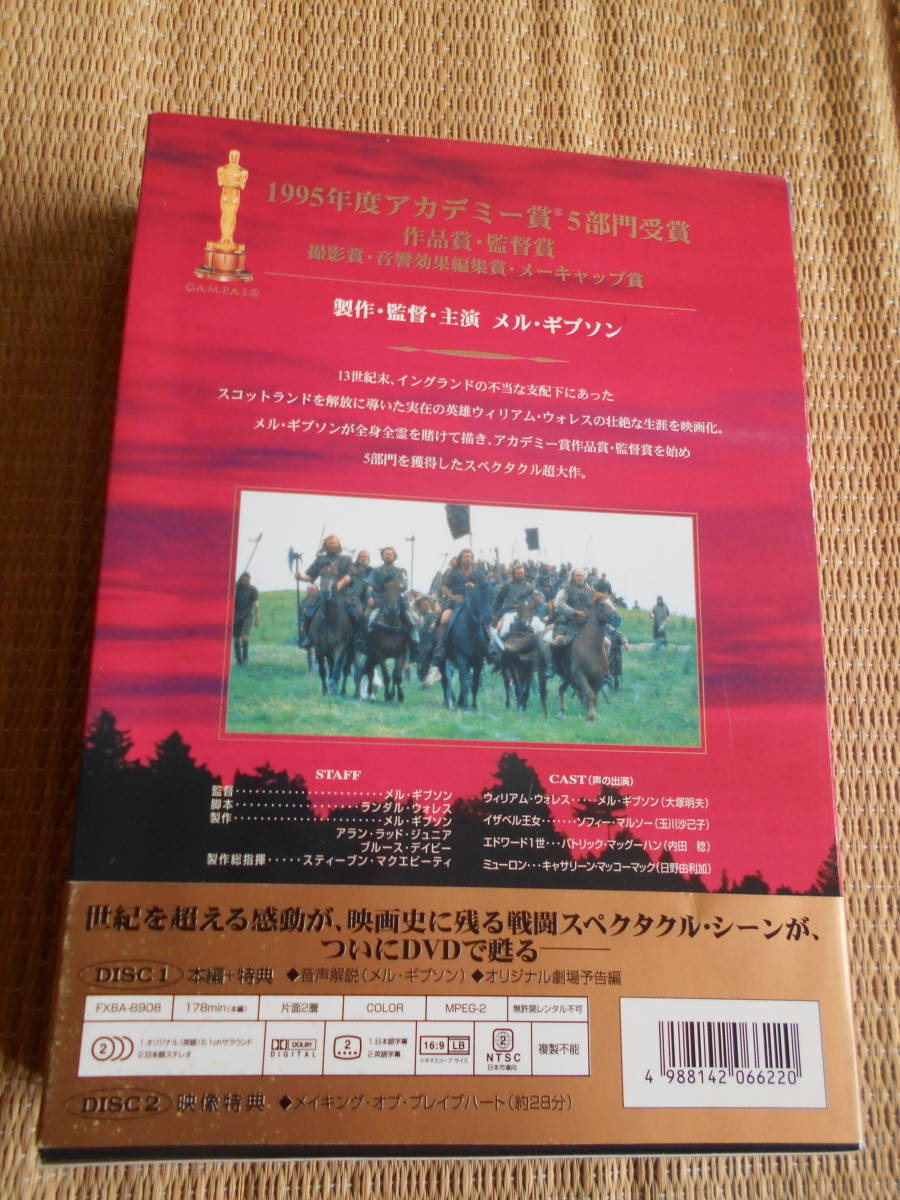 1995年度アカデミー賞®5部門受賞
作品賞・監督賞
撮影賞・音響効果編集賞・メーキャップ賞
©A.M.P.A.S.®
製作・監督・主演 メル・ギブソン
13世紀末、イングランドの不当な支配下にあった
スコットランドを解放に導いた実在の英雄ウィリアム・ウォレスの壮絶な生涯を映画化。
メル・ギブソンが全身全霊を賭けて描き、アカデミー賞作品賞・監督賞を始め
5部門を獲得したスペクタクル超大作。
STAFF
監督・・・・・・・・・・・・・・・・・・・・・・メル・ギブソン
脚本・・・・・・・・・・・・・・・・・・ランダル・ウォレス
製作・・・・・・・・・・・・・・・・・・・・・・メル・ギブソン
アラン・ラッド・ジュニア
ブルース・デイビー
製作総指揮・・・・・スティーブン・マクエビーティ
CAST(声の出演)
ウィリアム・ウォレス・・・・・メル・ギブソン(大塚明夫)
イザベル王女・・・・・・・ソフィー・マルソー(玉川沙己子)
エドワード1世・・・パトリック・マッグーハン(内田 稔)
ミューロン・・・キャサリーン・マッコーマック(日野由利加)
世紀を超える感動が、映画史に残る戦闘スペクタクル・シーンが、
ついにDVDで甦る――
DISC 1 本編+特典 ◆音声解説(メル・ギブソン) ◆オリジナル劇場予告編
FXBA-8908 178min(本編) 片面2層 COLOR MPEG-2 無許諾レンタル不可
2 1.オリジナル(英語)5.1chサラウンド
2.日本語ステレオ
DOLBY DIGITAL
2 1.日本語字幕
2.英語字幕
16:9 LB
シネマスコープ・サイズ
2 NTSC
日本市場向
複製不能
4 988142 066220
DISC 2 映像特典 ◆メイキング・オブ・ブレイブハート(約28分)